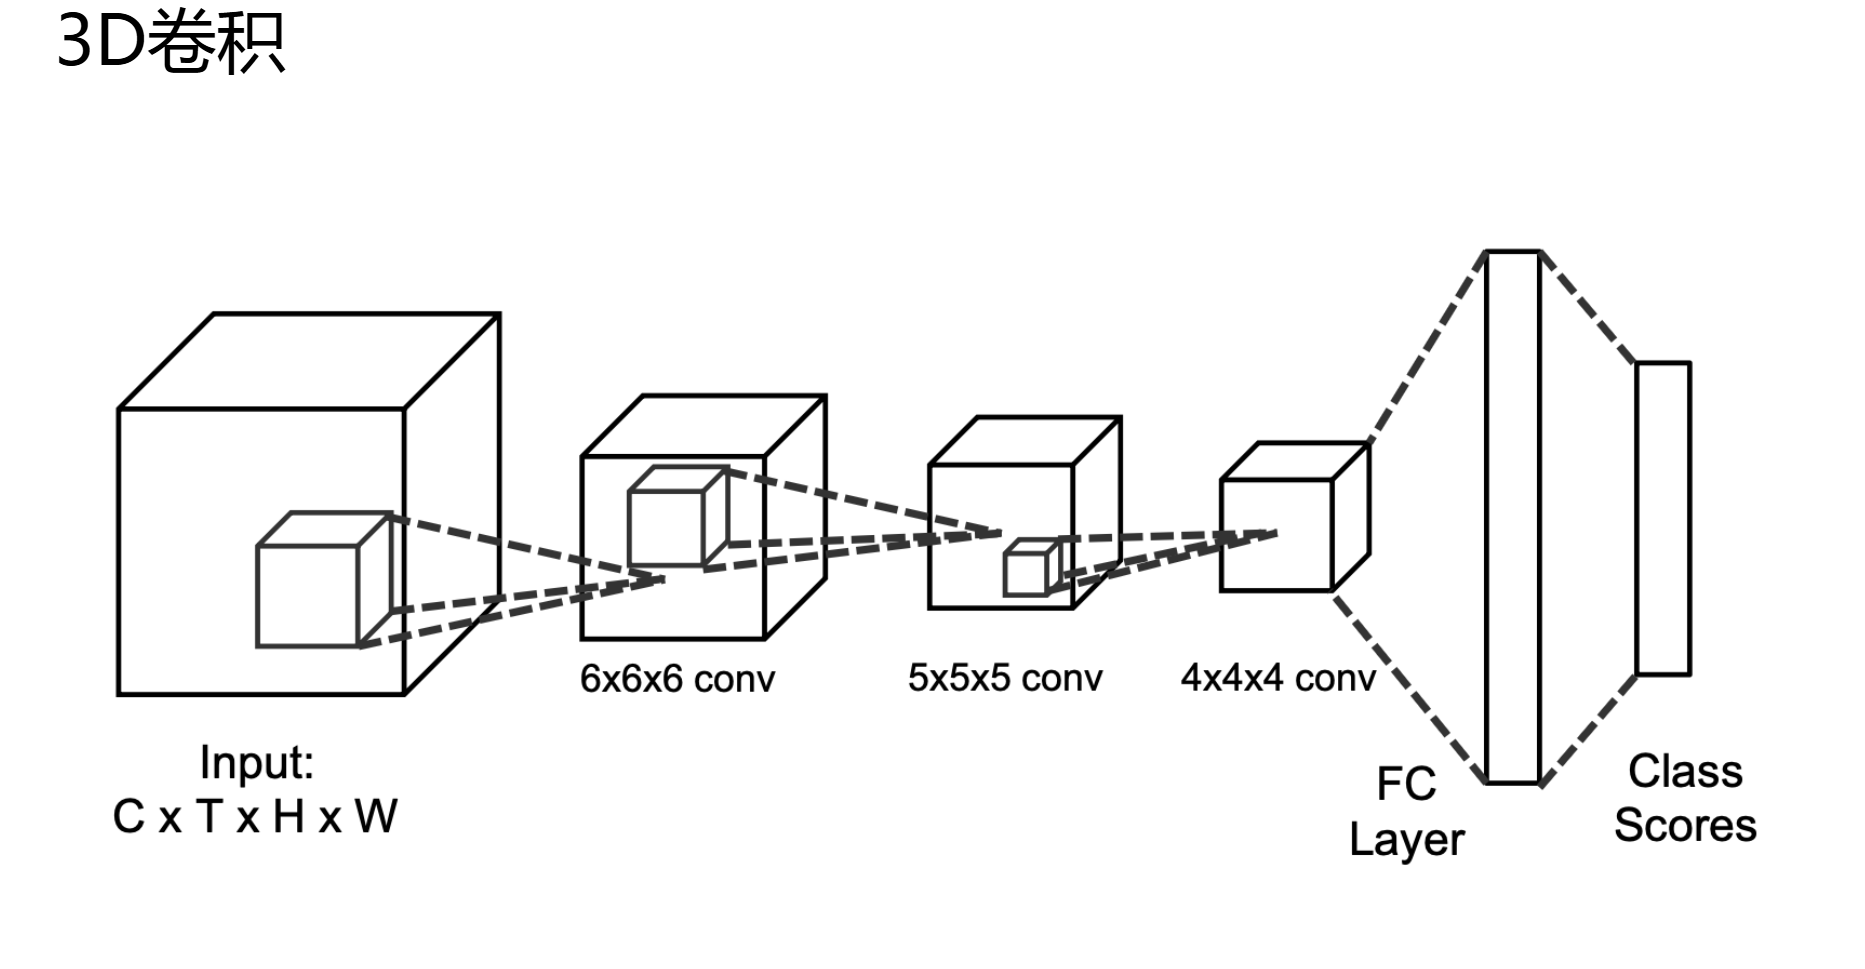 3D卷积
Input:
C x T x H x W
6x6x6 conv
5x5x5 conv
4x4x4 conv
FC
Layer
Class
Scores